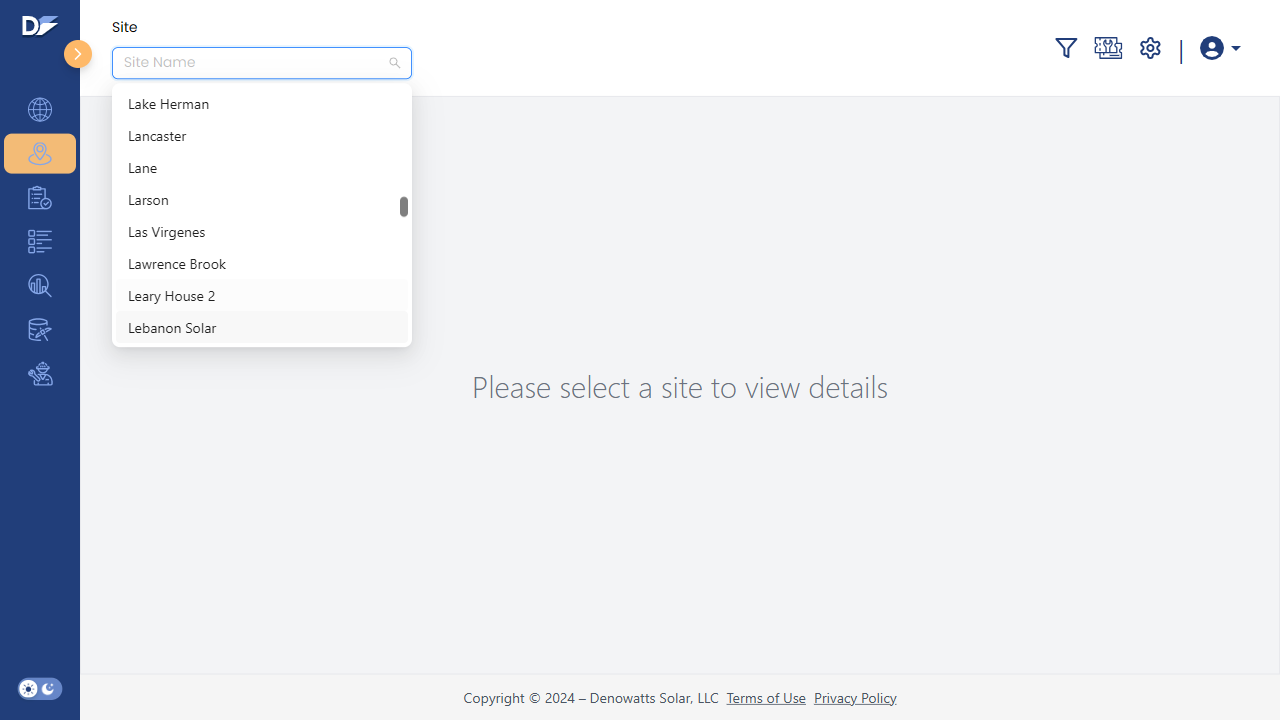 Site
Site Name
Lake Herman
Lancaster
Lane
Larson
Las Virgenes
Lawrence Brook
Leary House 2
Lebanon Solar
Please select a site to view details
Copyright © 2024 – Denowatts Solar, LLC Terms of Use Privacy Policy